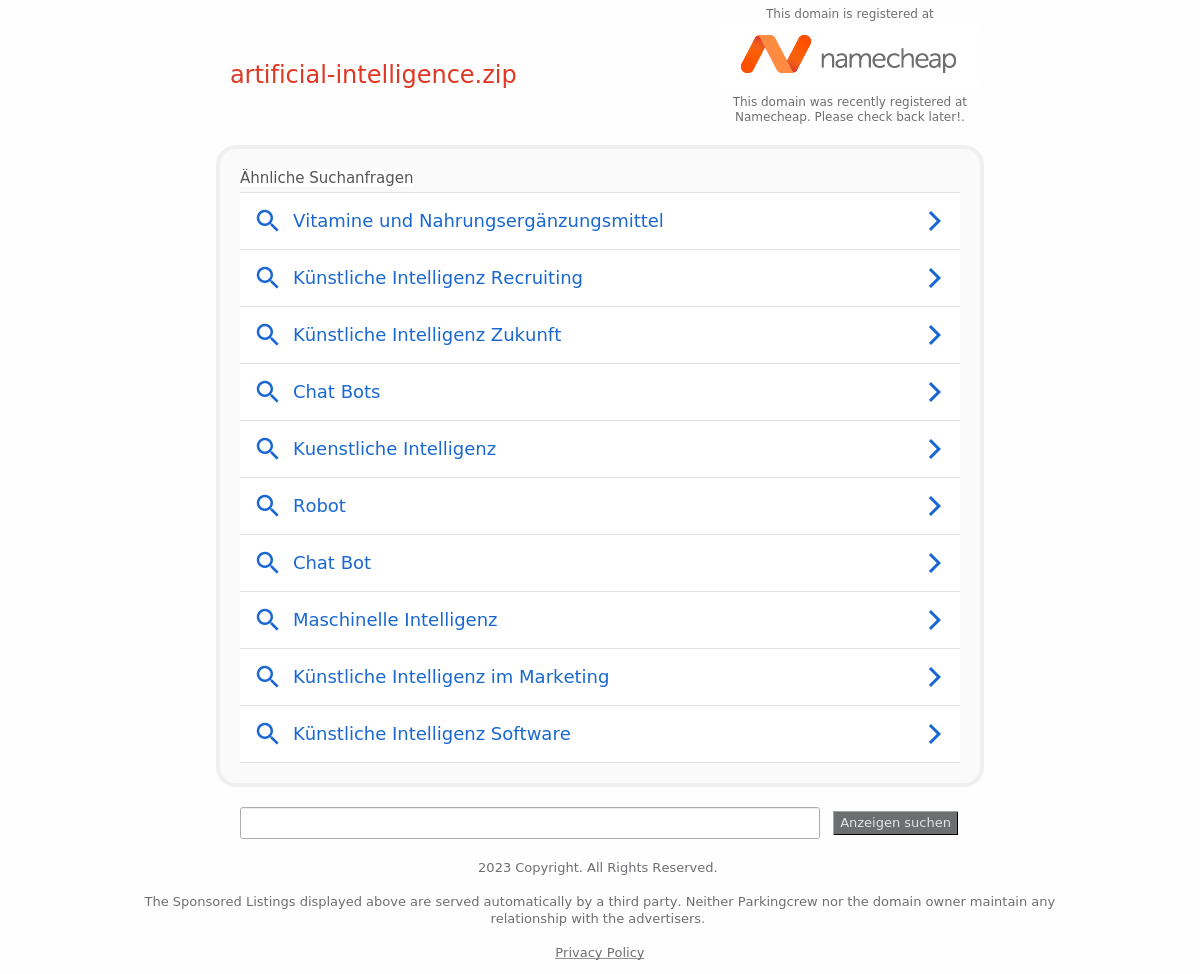 This domain is registered at
namecheap
artificial-intelligence.zip
This domain was recently registered at
Namecheap. Please check back later!.
Ähnliche Suchanfragen
Vitamine und Nahrungsergänzungsmittel
Künstliche Intelligenz Recruiting
Künstliche Intelligenz Zukunft
Chat Bots
Kuenstliche Intelligenz
Robot
Chat Bot
Maschinelle Intelligenz
Künstliche Intelligenz im Marketing
Künstliche Intelligenz Software
Anzeigen suchen
2023 Copyright. All Rights Reserved.
The Sponsored Listings displayed above are served automatically by a third party. Neither Parkingcrew nor the domain owner maintain any
relationship with the advertisers.
Privacy Policy